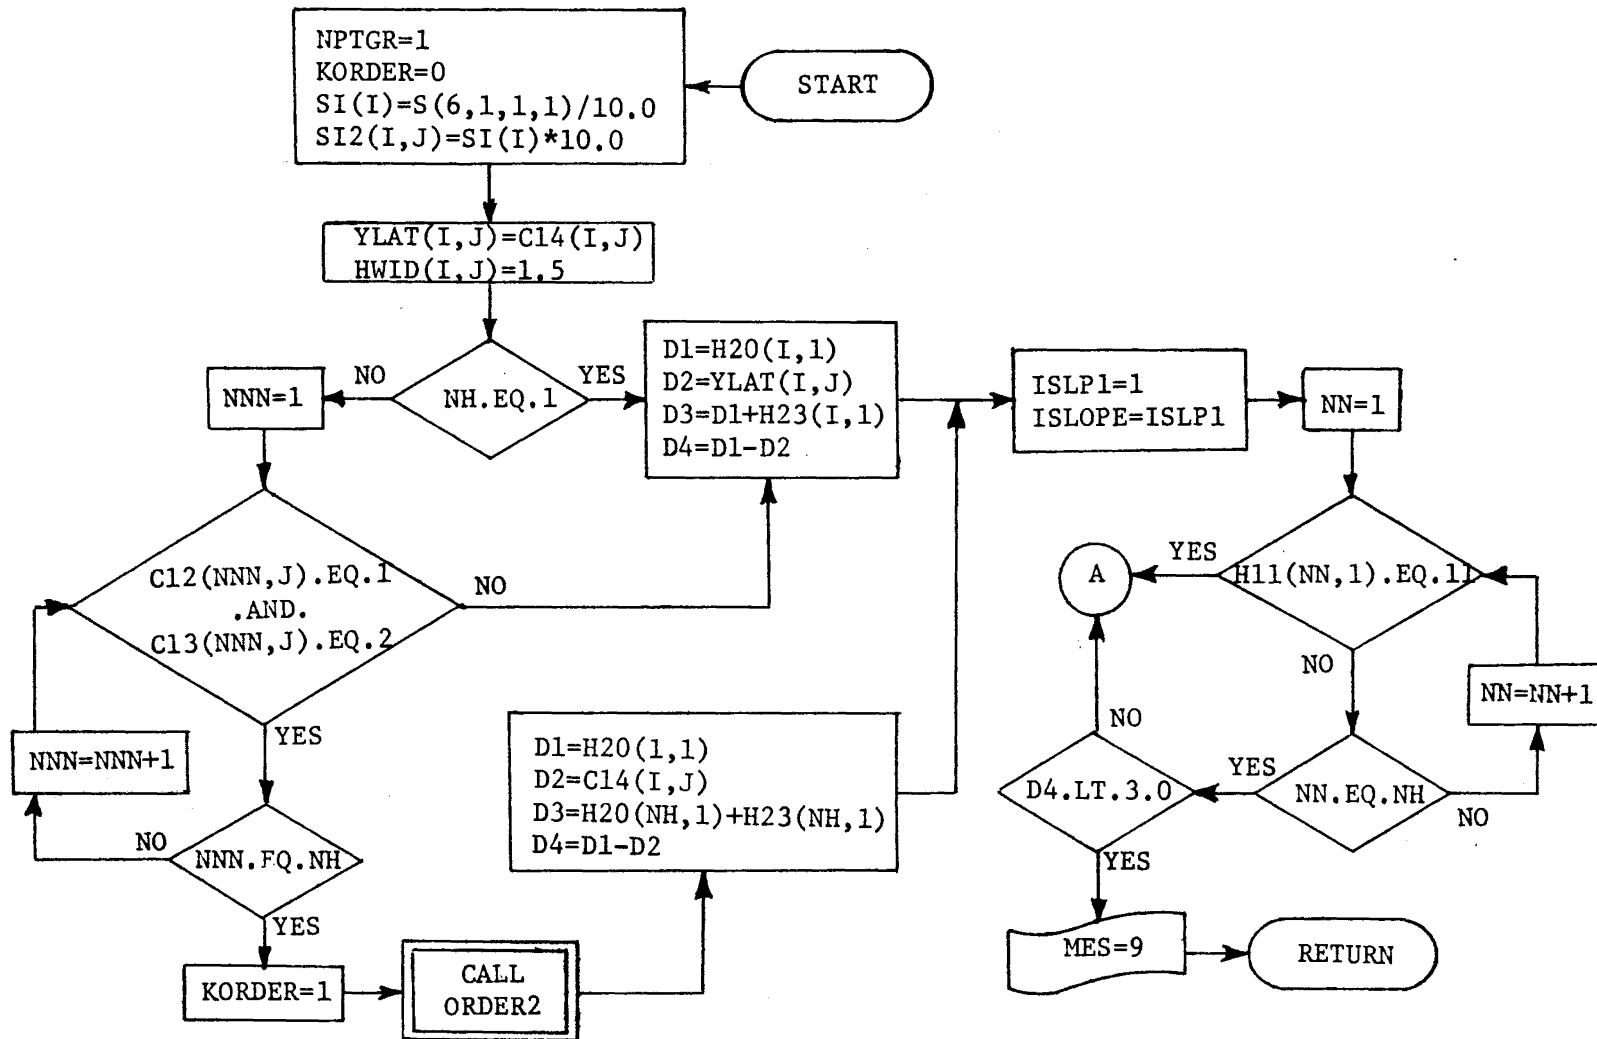 START
NPTGR=1
KORDER=0
SI(I)=S(6,1,1,1)/10.0
SI2(I,J)=SI(I)*10.0
YLAT(I,J)=C14(I,J)
HWID(I,J)=1.5
NH.EQ.1
NO
YES
NNN=1
D1=H20(I,1)
D2=YLAT(I,J)
D3=D1+H23(I,1)
D4=D1-D2
ISLP1=1
ISLOPE=ISLP1
NN=1
C12(NNN,J).EQ.1
.AND.
C13(NNN,J).EQ.2
NO
YES
NNN=NNN+1
NNN.EQ.NH
NO
YES
KORDER=1
CALL
ORDER2
D1=H20(1,1)
D2=C14(I,J)
D3=H20(NH,1)+H23(NH,1)
D4=D1-D2
H11(NN,1).EQ.11
YES
A
NO
NN=NN+1
NN.EQ.NH
YES
NO
D4.LT.3.0
NO
YES
MES=9
RETURN